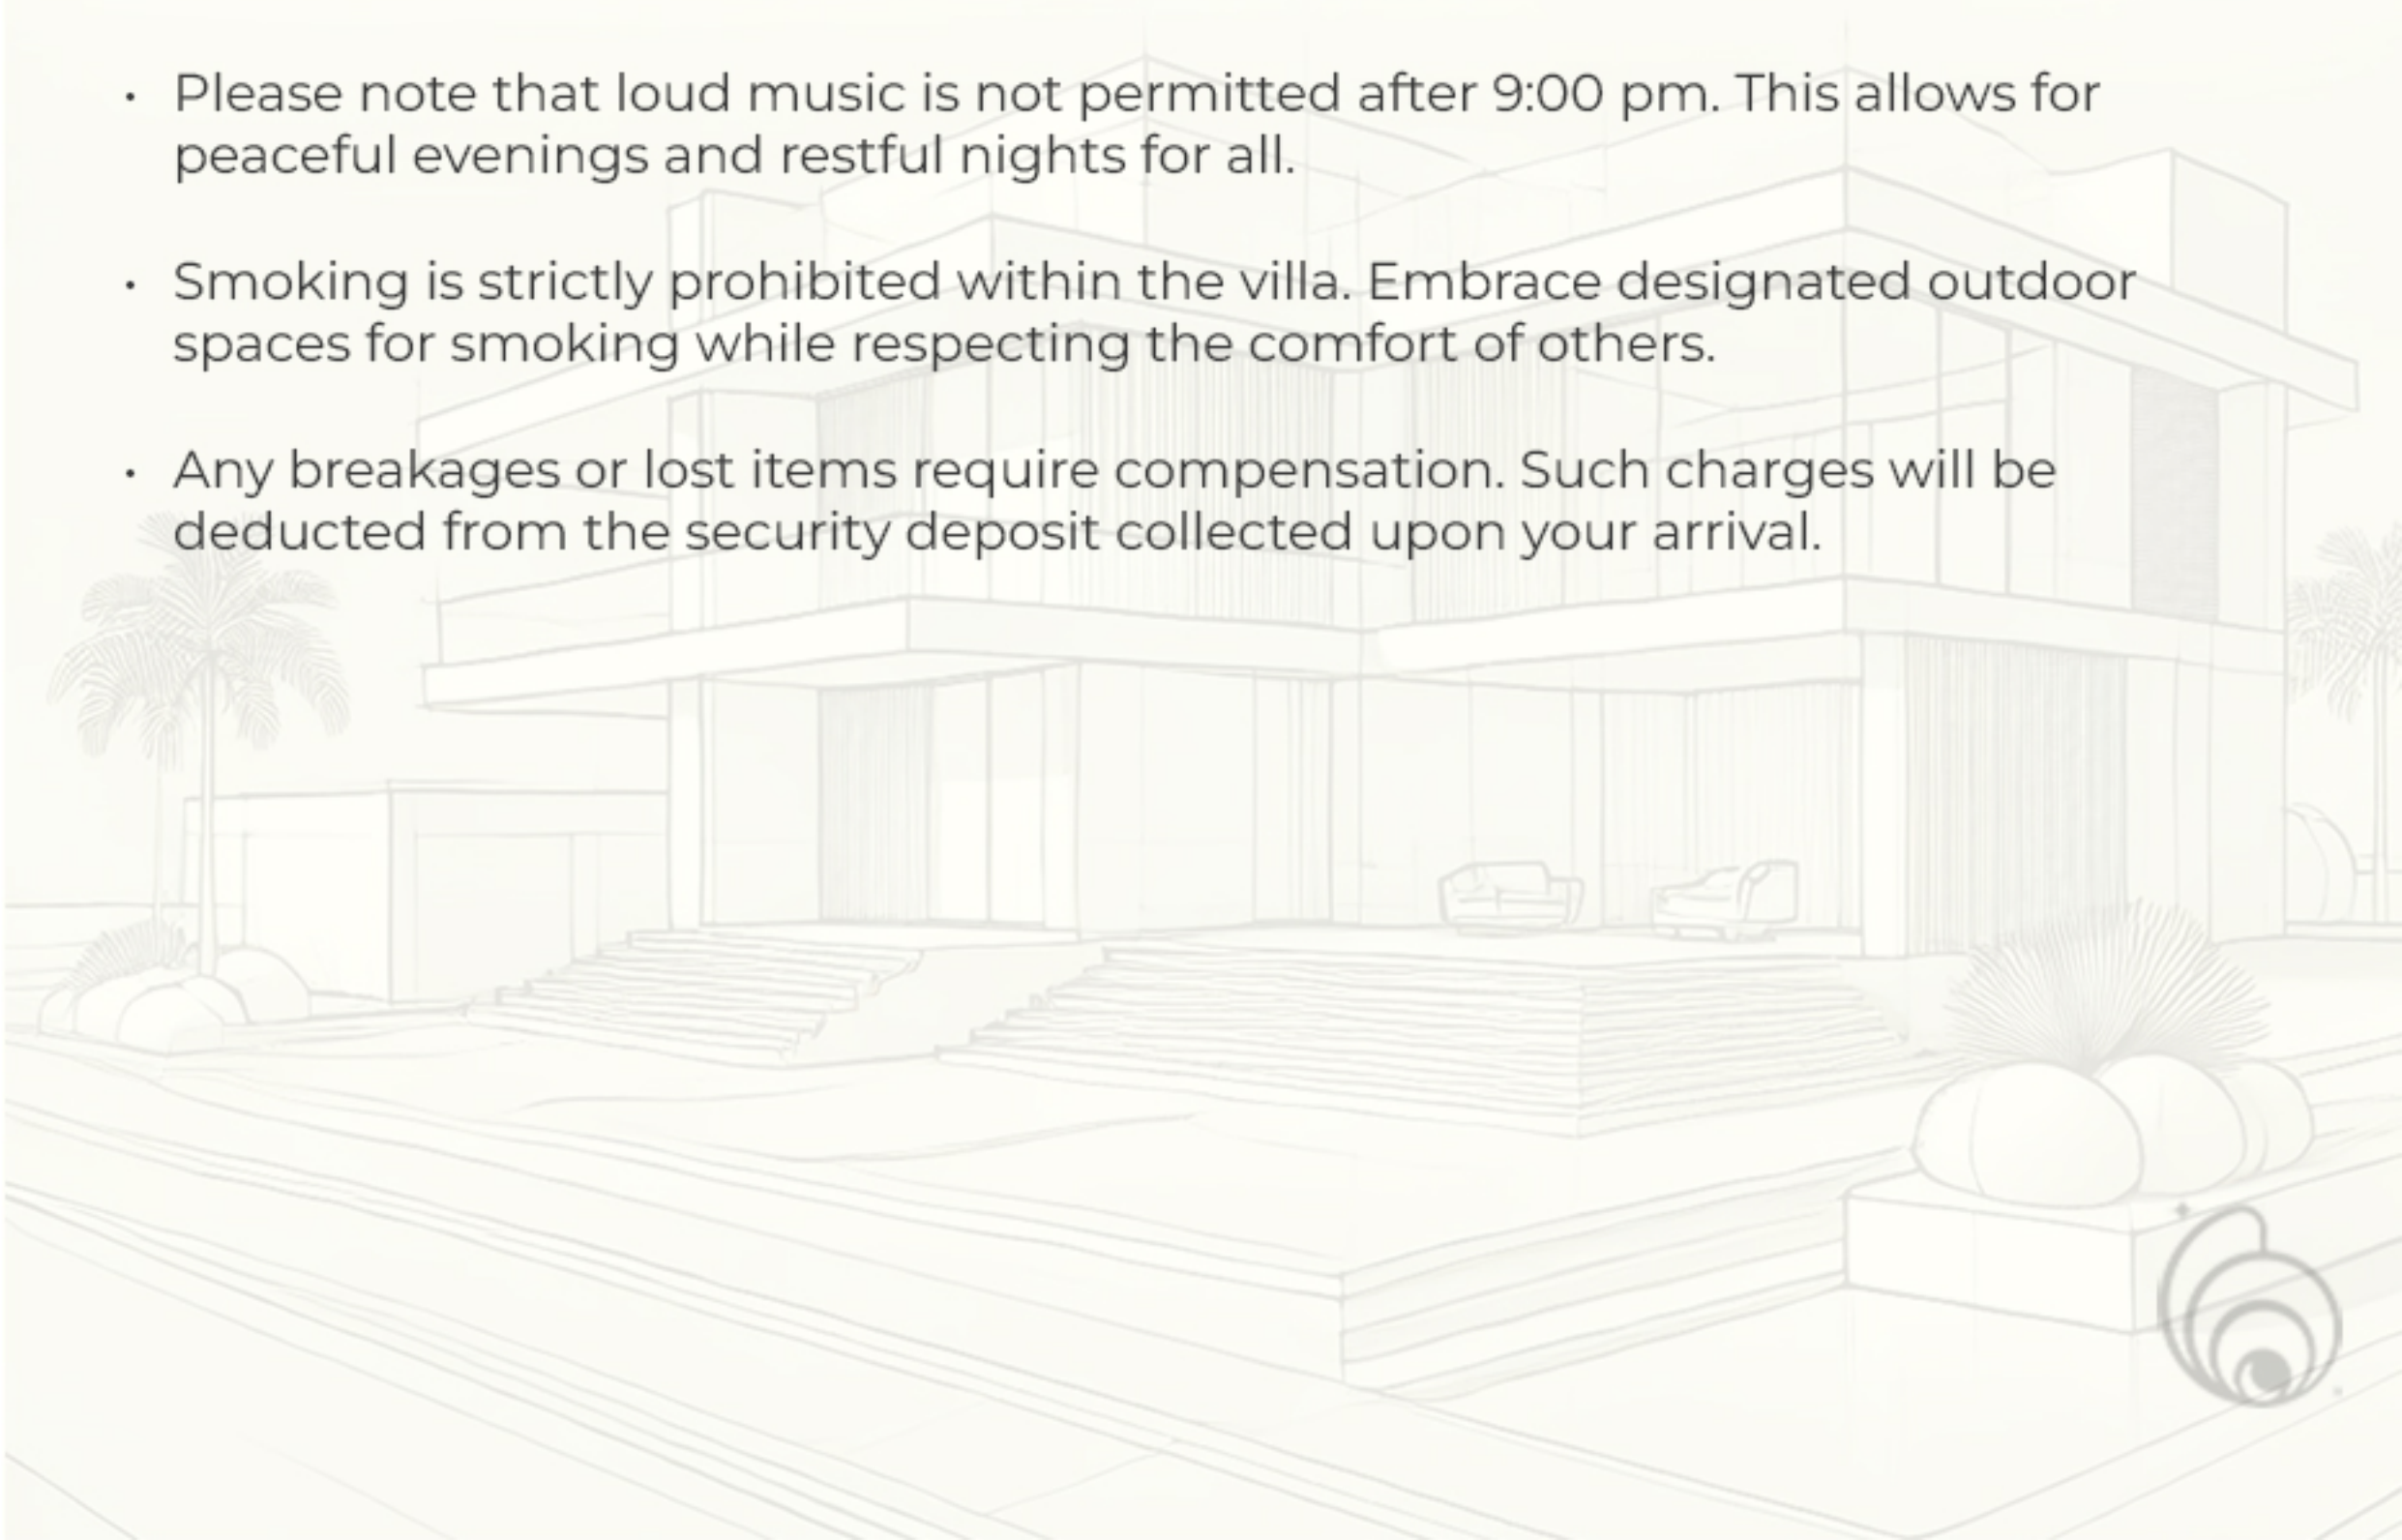 • Please note that loud music is not permitted after 9:00 pm. This allows for
peaceful evenings and restful nights for all.
• Smoking is strictly prohibited within the villa. Embrace designated outdoor
spaces for smoking while respecting the comfort of others.
• Any breakages or lost items require compensation. Such charges will be
deducted from the security deposit collected upon your arrival.